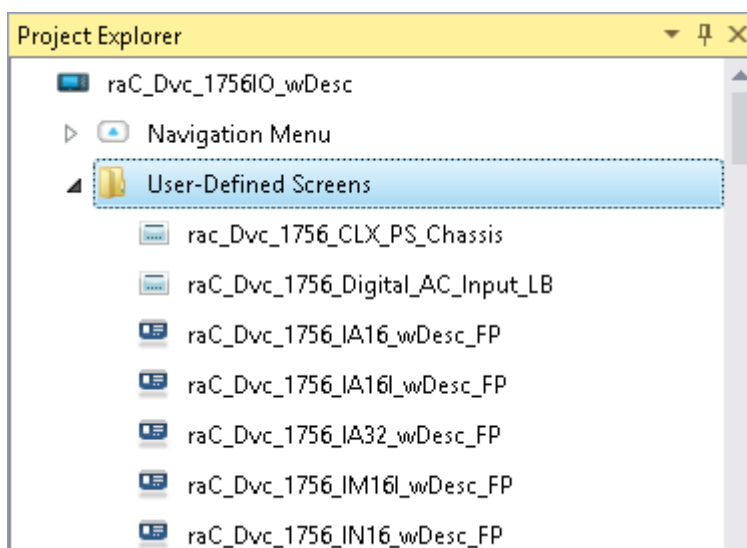 Project Explorer
raC_Dvc_1756IO_wDesc
Navigation Menu
User-Defined Screens
rac_Dvc_1756_CLX_PS_Chassis
raC_Dvc_1756_Digital_AC_Input_LB
raC_Dvc_1756_IA16_wDesc_FP
raC_Dvc_1756_IA16I_wDesc_FP
raC_Dvc_1756_IA32_wDesc_FP
raC_Dvc_1756_IM16I_wDesc_FP
raC_Dvc_1756_IN16_wDesc_FP